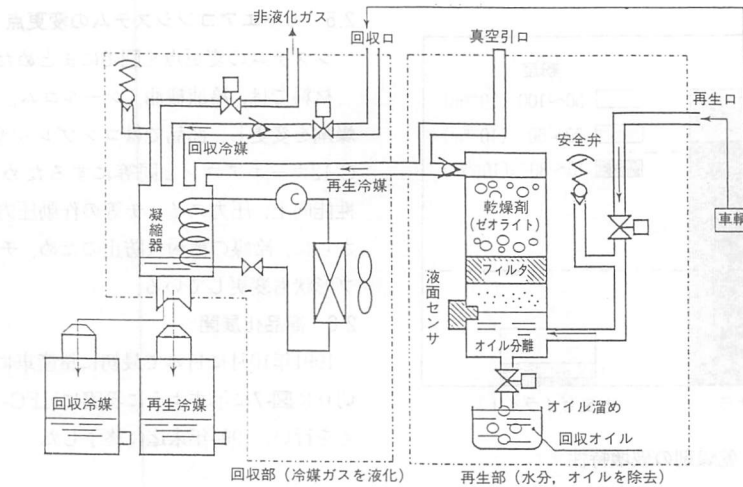 非液化ガス
回収口
真空引口
再生口
安全弁
回収冷媒
再生冷媒
C
凝縮器
乾燥剤
(ゼオライト)
車輌
フィルタ
液面センサ
オイル分離
オイル溜め
回収オイル
回収冷媒
再生冷媒
回収部(冷媒ガスを液化)
再生部(水分,オイルを除去)